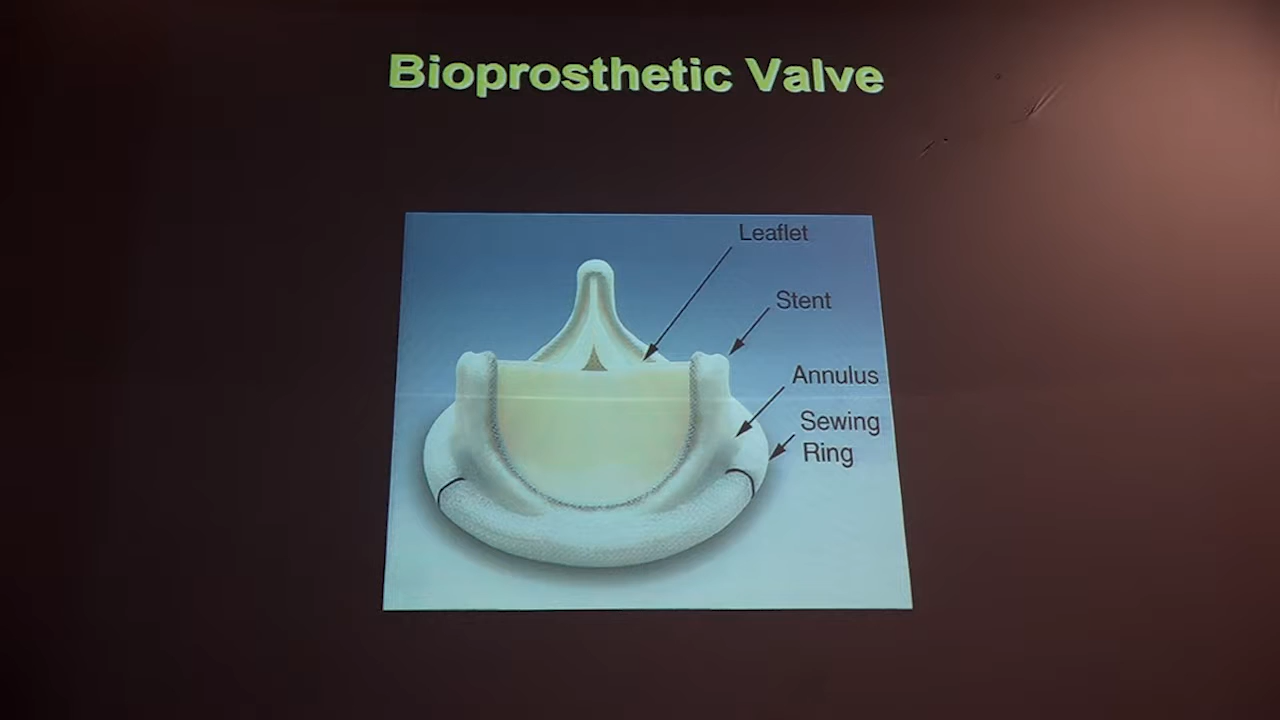 Bioprosthetic Valve
Leaflet
Stent
Annulus
Sewing
Ring